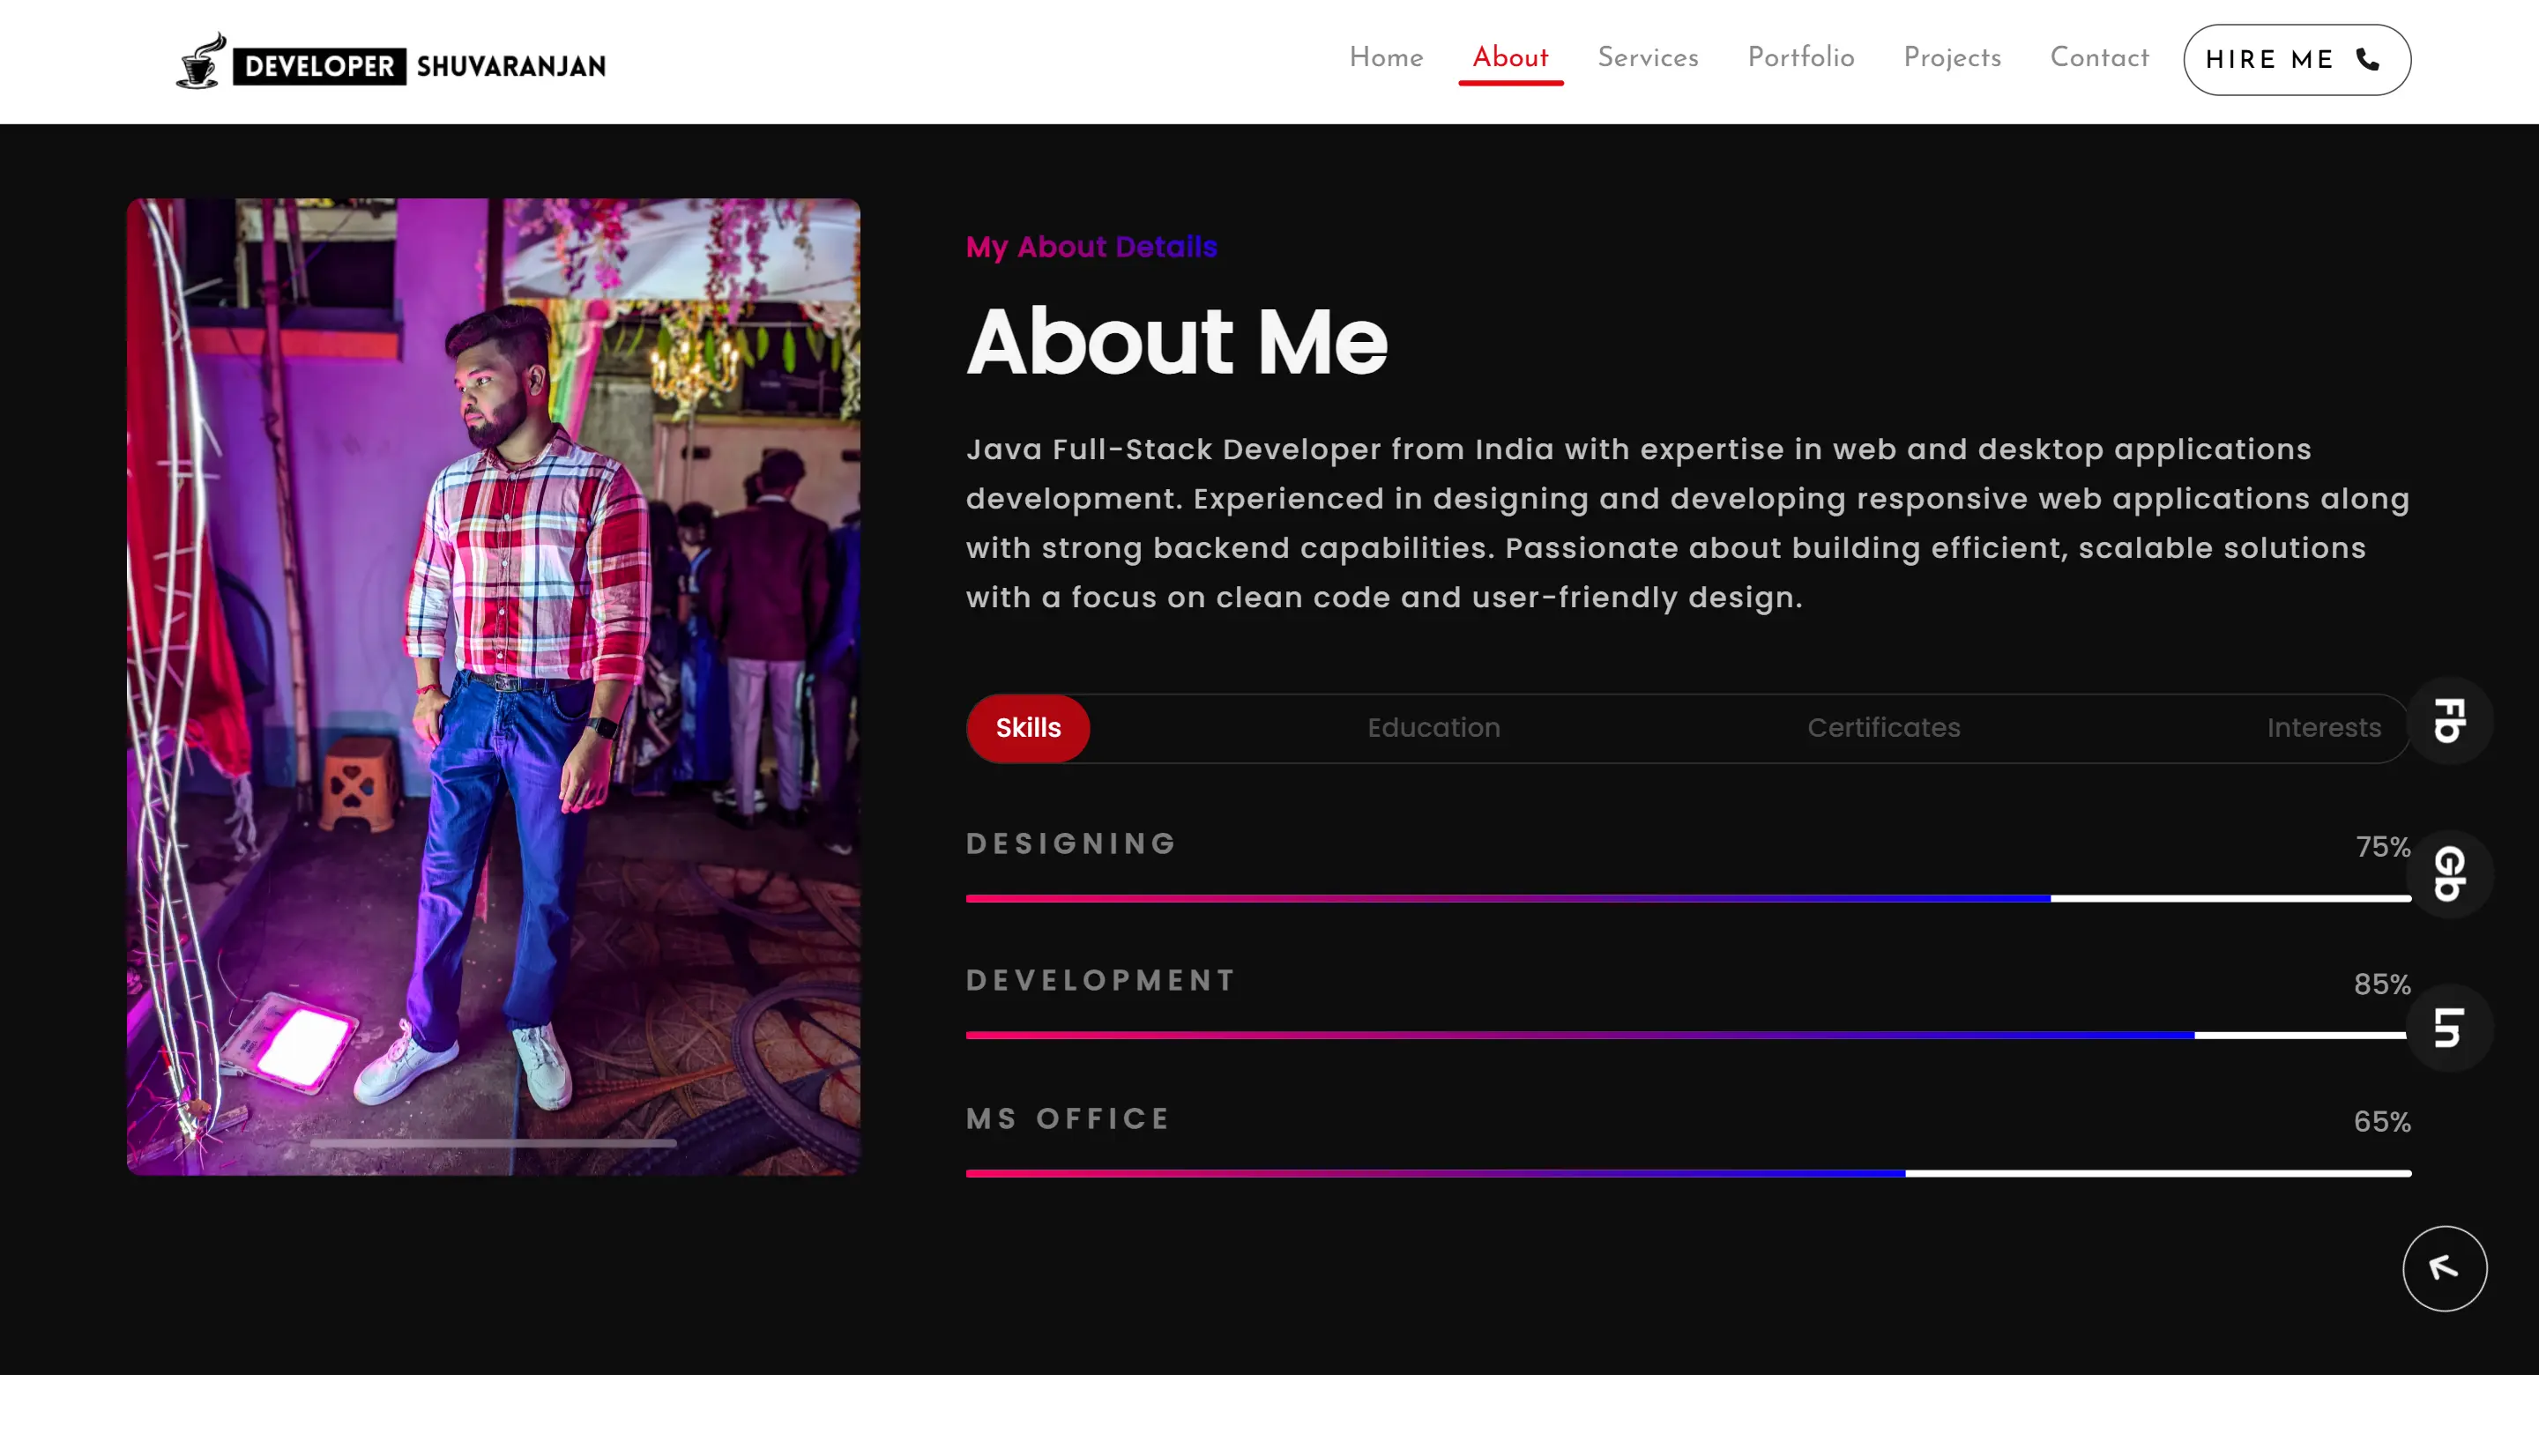 DEVELOPER SHUVARANJAN
Home About Services Portfolio Projects Contact HIRE ME
My About Details
About Me
Java Full-Stack Developer from India with expertise in web and desktop applications
development. Experienced in designing and developing responsive web applications along
with strong backend capabilities. Passionate about building efficient, scalable solutions
with a focus on clean code and user-friendly design.
Skills Education Certificates Interests
Fb
DESIGNING 75%
Gb
DEVELOPMENT 85%
Ln
MS OFFICE 65%